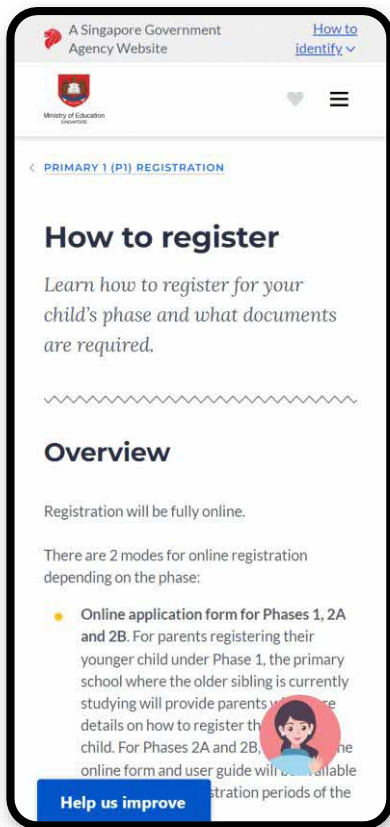 A Singapore Government
Agency Website
How to
identify
Ministry of Education
SINGAPORE
PRIMARY 1 (P1) REGISTRATION
How to register
Learn how to register for your
child's phase and what documents
are required.
Overview
Registration will be fully online.
There are 2 modes for online registration
depending on the phase:
Online application form for Phases 1, 2A
and 2B. For parents registering their
younger child under Phase 1, the primary
school where the older sibling is currently
studying will provide parents
details on how to register
child. For Phases 2A and 2B,
online form and user guide will
periods of the
Help us improve